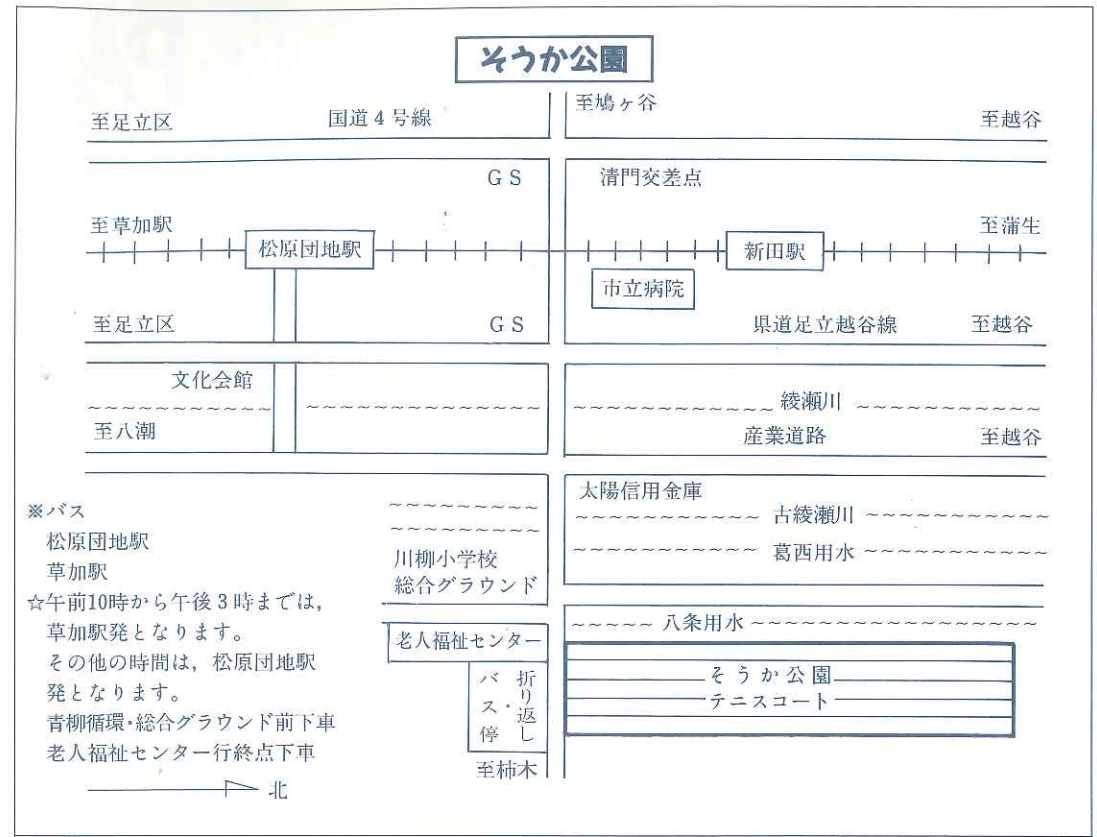 そうか公園
至鳩ヶ谷
至足立区 国道4号線 至越谷
GS 清門交差点
至草加駅 至蒲生
松原団地駅 新田駅
市立病院
至足立区 GS 県道足立越谷線 至越谷
文化会館
綾瀬川
至八潮 産業道路 至越谷
太陽信用金庫
古綾瀬川
葛西用水
川柳小学校
総合グラウンド
八条用水
老人福祉センター
そうか公園
テニスコート
バス停・折り返し
至柿木
※バス
松原団地駅
草加駅
☆午前10時から午後3時までは,
草加駅発となります。
その他の時間は,松原団地駅
発となります。
青柳循環・総合グラウンド前下車
老人福祉センター行終点下車
北